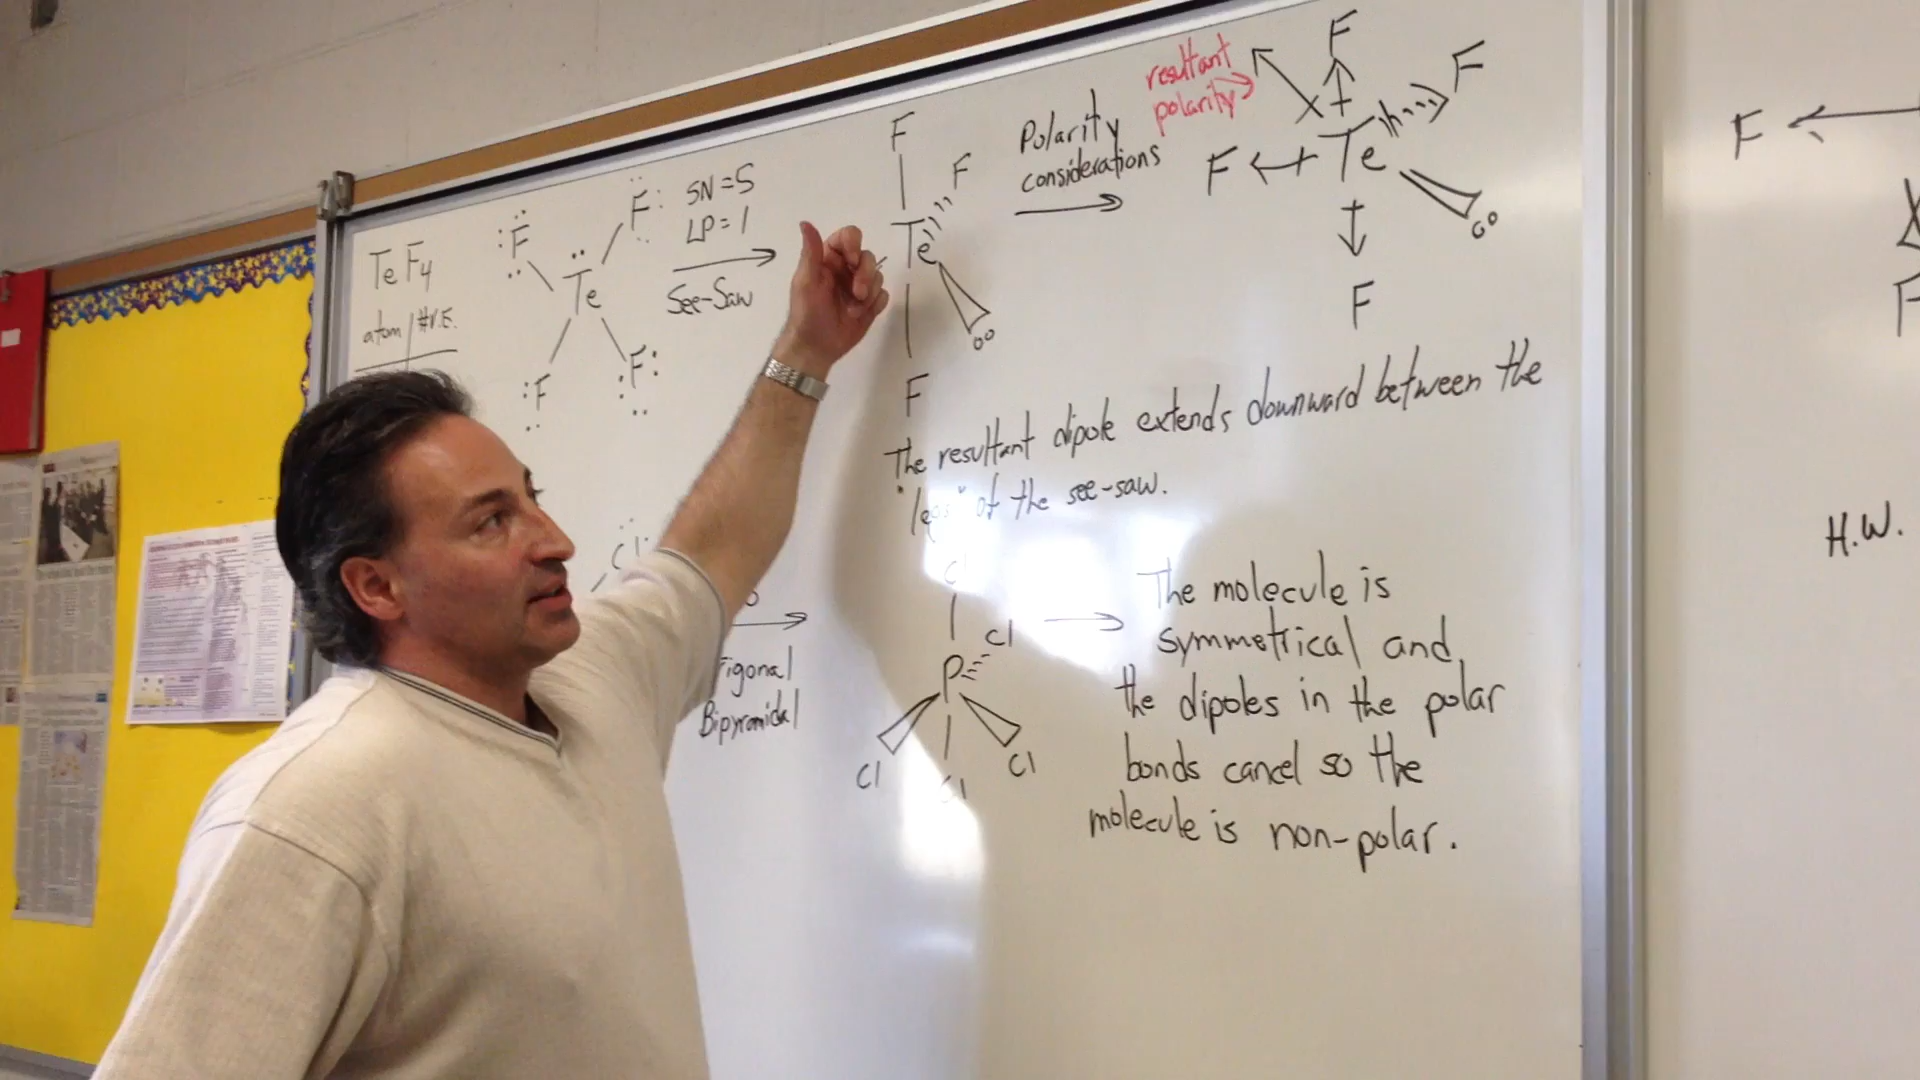 TeF4
atom #V.E.
:F
Te
F:
:F
:F:
SN=5
LP=1
See-Saw
F
F
Te
F
Polarity
considerations
resultant
polarity
F
F
F
Te
F
The resultant dipole extends downward between the
"legs" of the see-saw.
Cl
Bipyramidal
Cl
Cl
P
Cl
Cl
The molecule is
symmetrical and
the dipoles in the polar
bonds cancel so the
molecule is non-polar.
F
H.W.